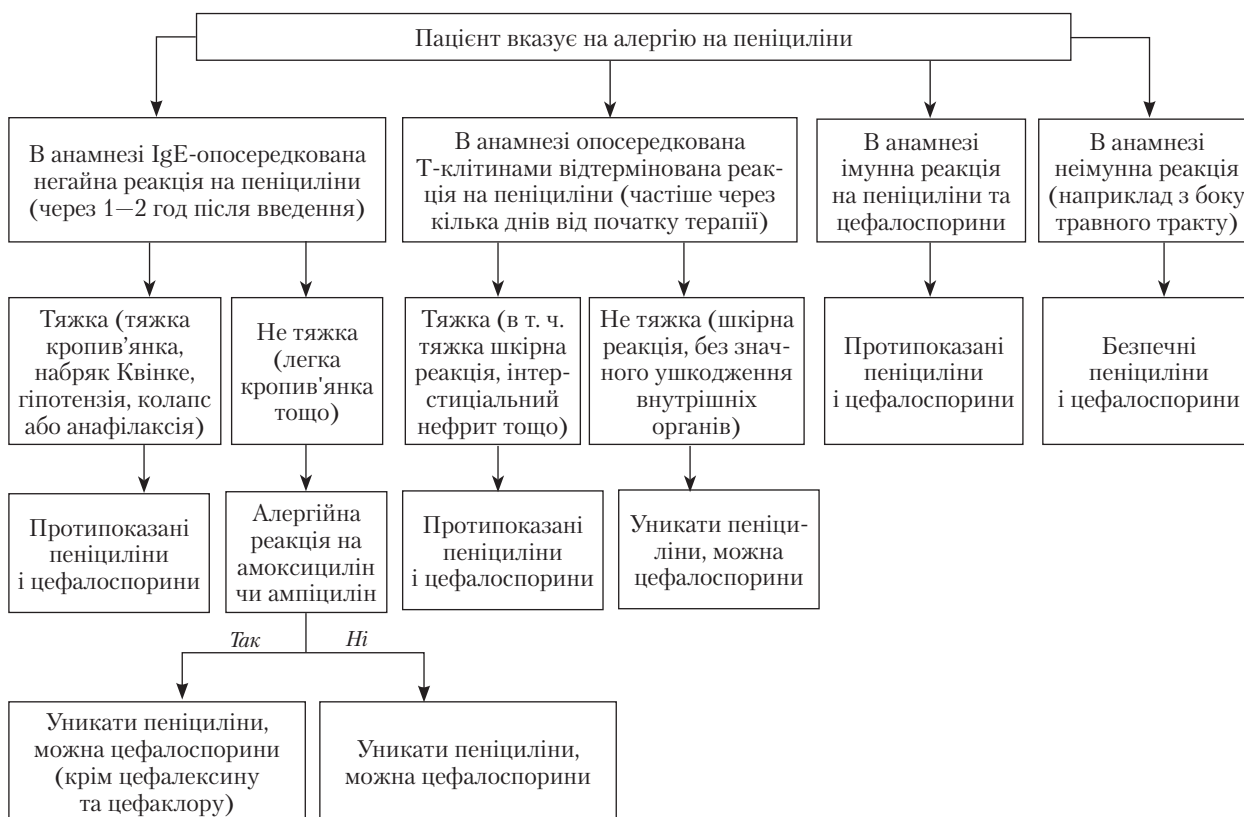 Пацієнт вказує на алергію на пеніциліни
В анамнезі IgE-опосередкована
негайна реакція на пеніциліни
(через 1—2 год після введення)
В анамнезі опосередкована
Т-клітинами відтермінована реак-
ція на пеніциліни (частіше через
кілька днів від початку терапії)
В анамнезі
імунна реакція
на пеніциліни та
цефалоспорини
В анамнезі
неімунна реакція
(наприклад з боку
травного тракту)
Тяжка (тяжка
кропив'янка,
набряк Квінке,
гіпотензія, колапс
або анафілаксія)
Не тяжка
(легка
кропив'янка
тощо)
Тяжка (в т. ч.
тяжка шкірна
реакція, інтер-
стиціальний
нефрит тощо)
Не тяжка (шкірна
реакція, без знач-
ного ушкодження
внутрішніх
органів)
Протипоказані
пеніциліни
і цефалоспорини
Безпечні
пеніциліни
і цефалоспорини
Протипоказані
пеніциліни
і цефалоспорини
Алергійна
реакція на
амоксицилін
чи ампіцилін
Протипоказані
пеніциліни
і цефалоспорини
Уникати пеніци-
ліни, можна
цефалоспорини
Так
Ні
Уникати пеніциліни,
можна цефалоспорини
(крім цефалексину
та цефаклору)
Уникати пеніциліни,
можна цефалоспорини